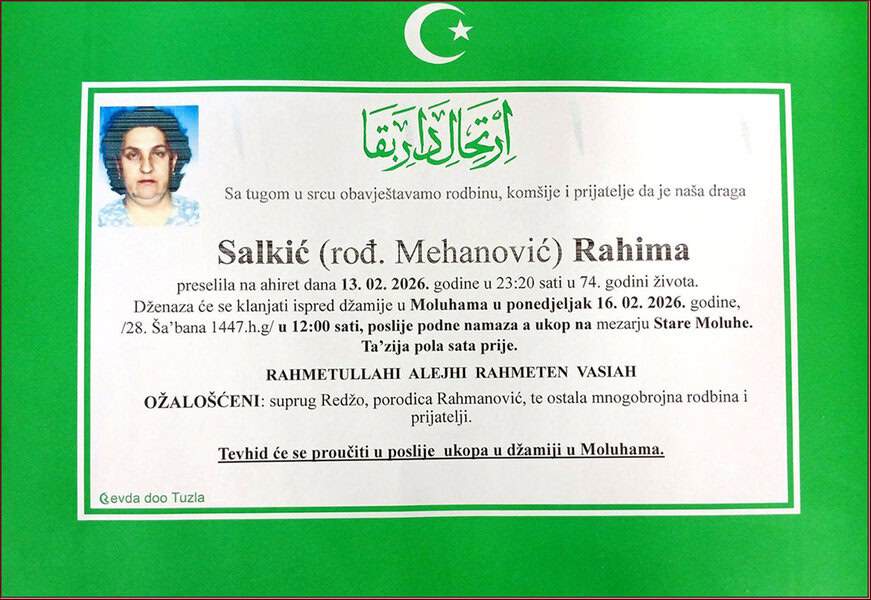 اِرْتِحَالِ دَارِ بَقَا
Sa tugom u srcu obavještavamo rodbinu, komšije i prijatelje da je naša draga
Salkić (rođ. Mehanović) Rahima
preselila na ahiret dana 13. 02. 2026. godine u 23:20 sati u 74. godini života.
Dženaza će se klanjati ispred džamije u Moluhama u ponedjeljak 16. 02. 2026. godine,
/28. Ša’bana 1447.h.g/ u 12:00 sati, poslije podne namaza a ukop na mezarju Stare Moluhe.
Ta’zija pola sata prije.
RAHMETULLAHI ALEJHI RAHMETEN VASIAH
OŽALOŠĆENI: suprug Redžo, porodica Rahmanović, te ostala mnogobrojna rodbina i
prijatelji.
Tevhid će se proučiti u poslije ukopa u džamiji u Moluhama.
Revda doo Tuzla